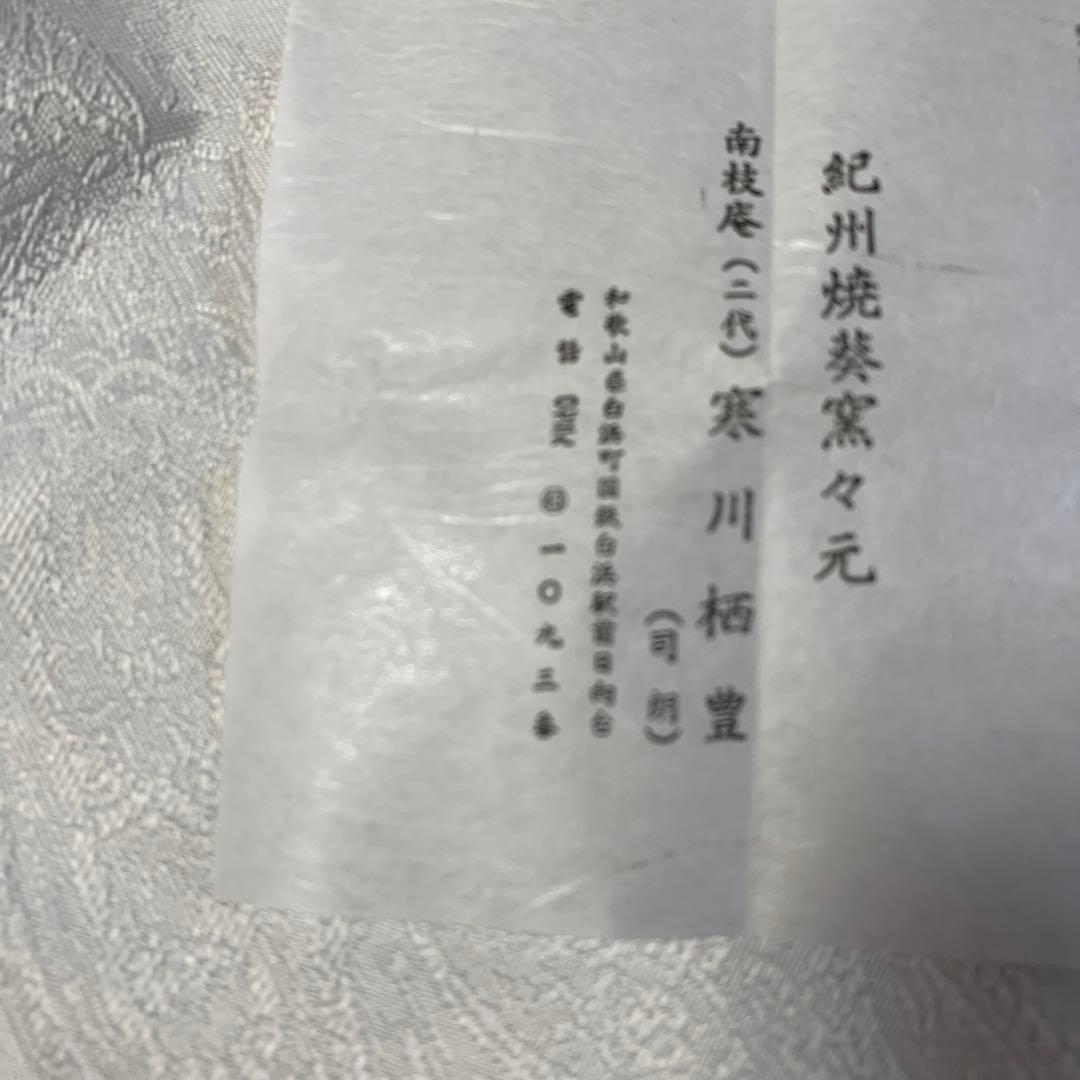 紀州焼葵窯々元
南枝庵(二代)寒川栖豊
(司朗)
和歌山県白浜町国鉄白浜駅前日向台
電話 一〇九三番